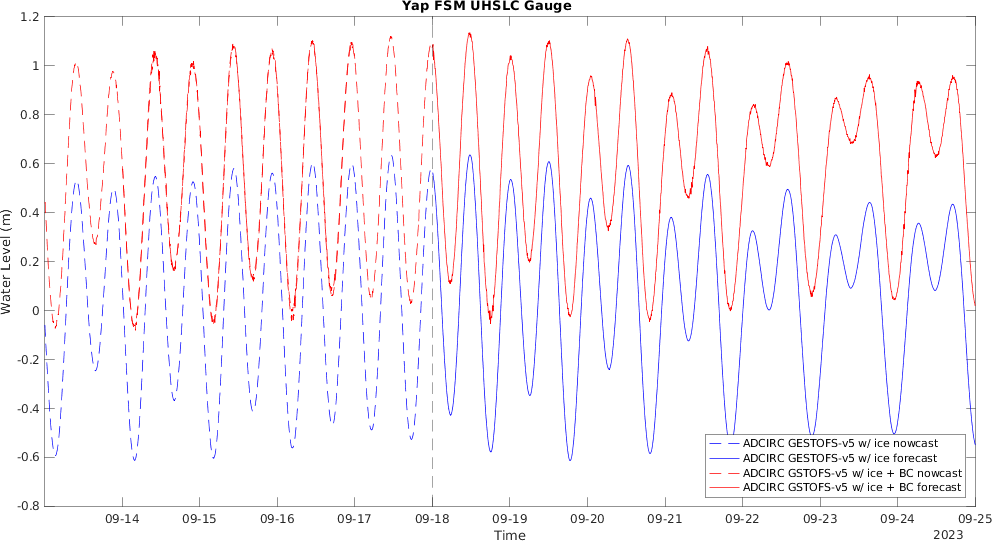 Yap FSM UHSLC Gauge
1.2
1
0.8
0.6
0.4
0.2
0
-0.2
-0.4
-0.6
-0.8
Water Level (m)
ADCIRC GESTOFS-v5 w/ ice nowcast
ADCIRC GESTOFS-v5 w/ ice forecast
ADCIRC GSTOFS-v5 w/ ice + BC nowcast
ADCIRC GSTOFS-v5 w/ ice + BC forecast
09-14 09-15 09-16 09-17 09-18 09-19 09-20 09-21 09-22 09-23 09-24 09-25
Time
2023